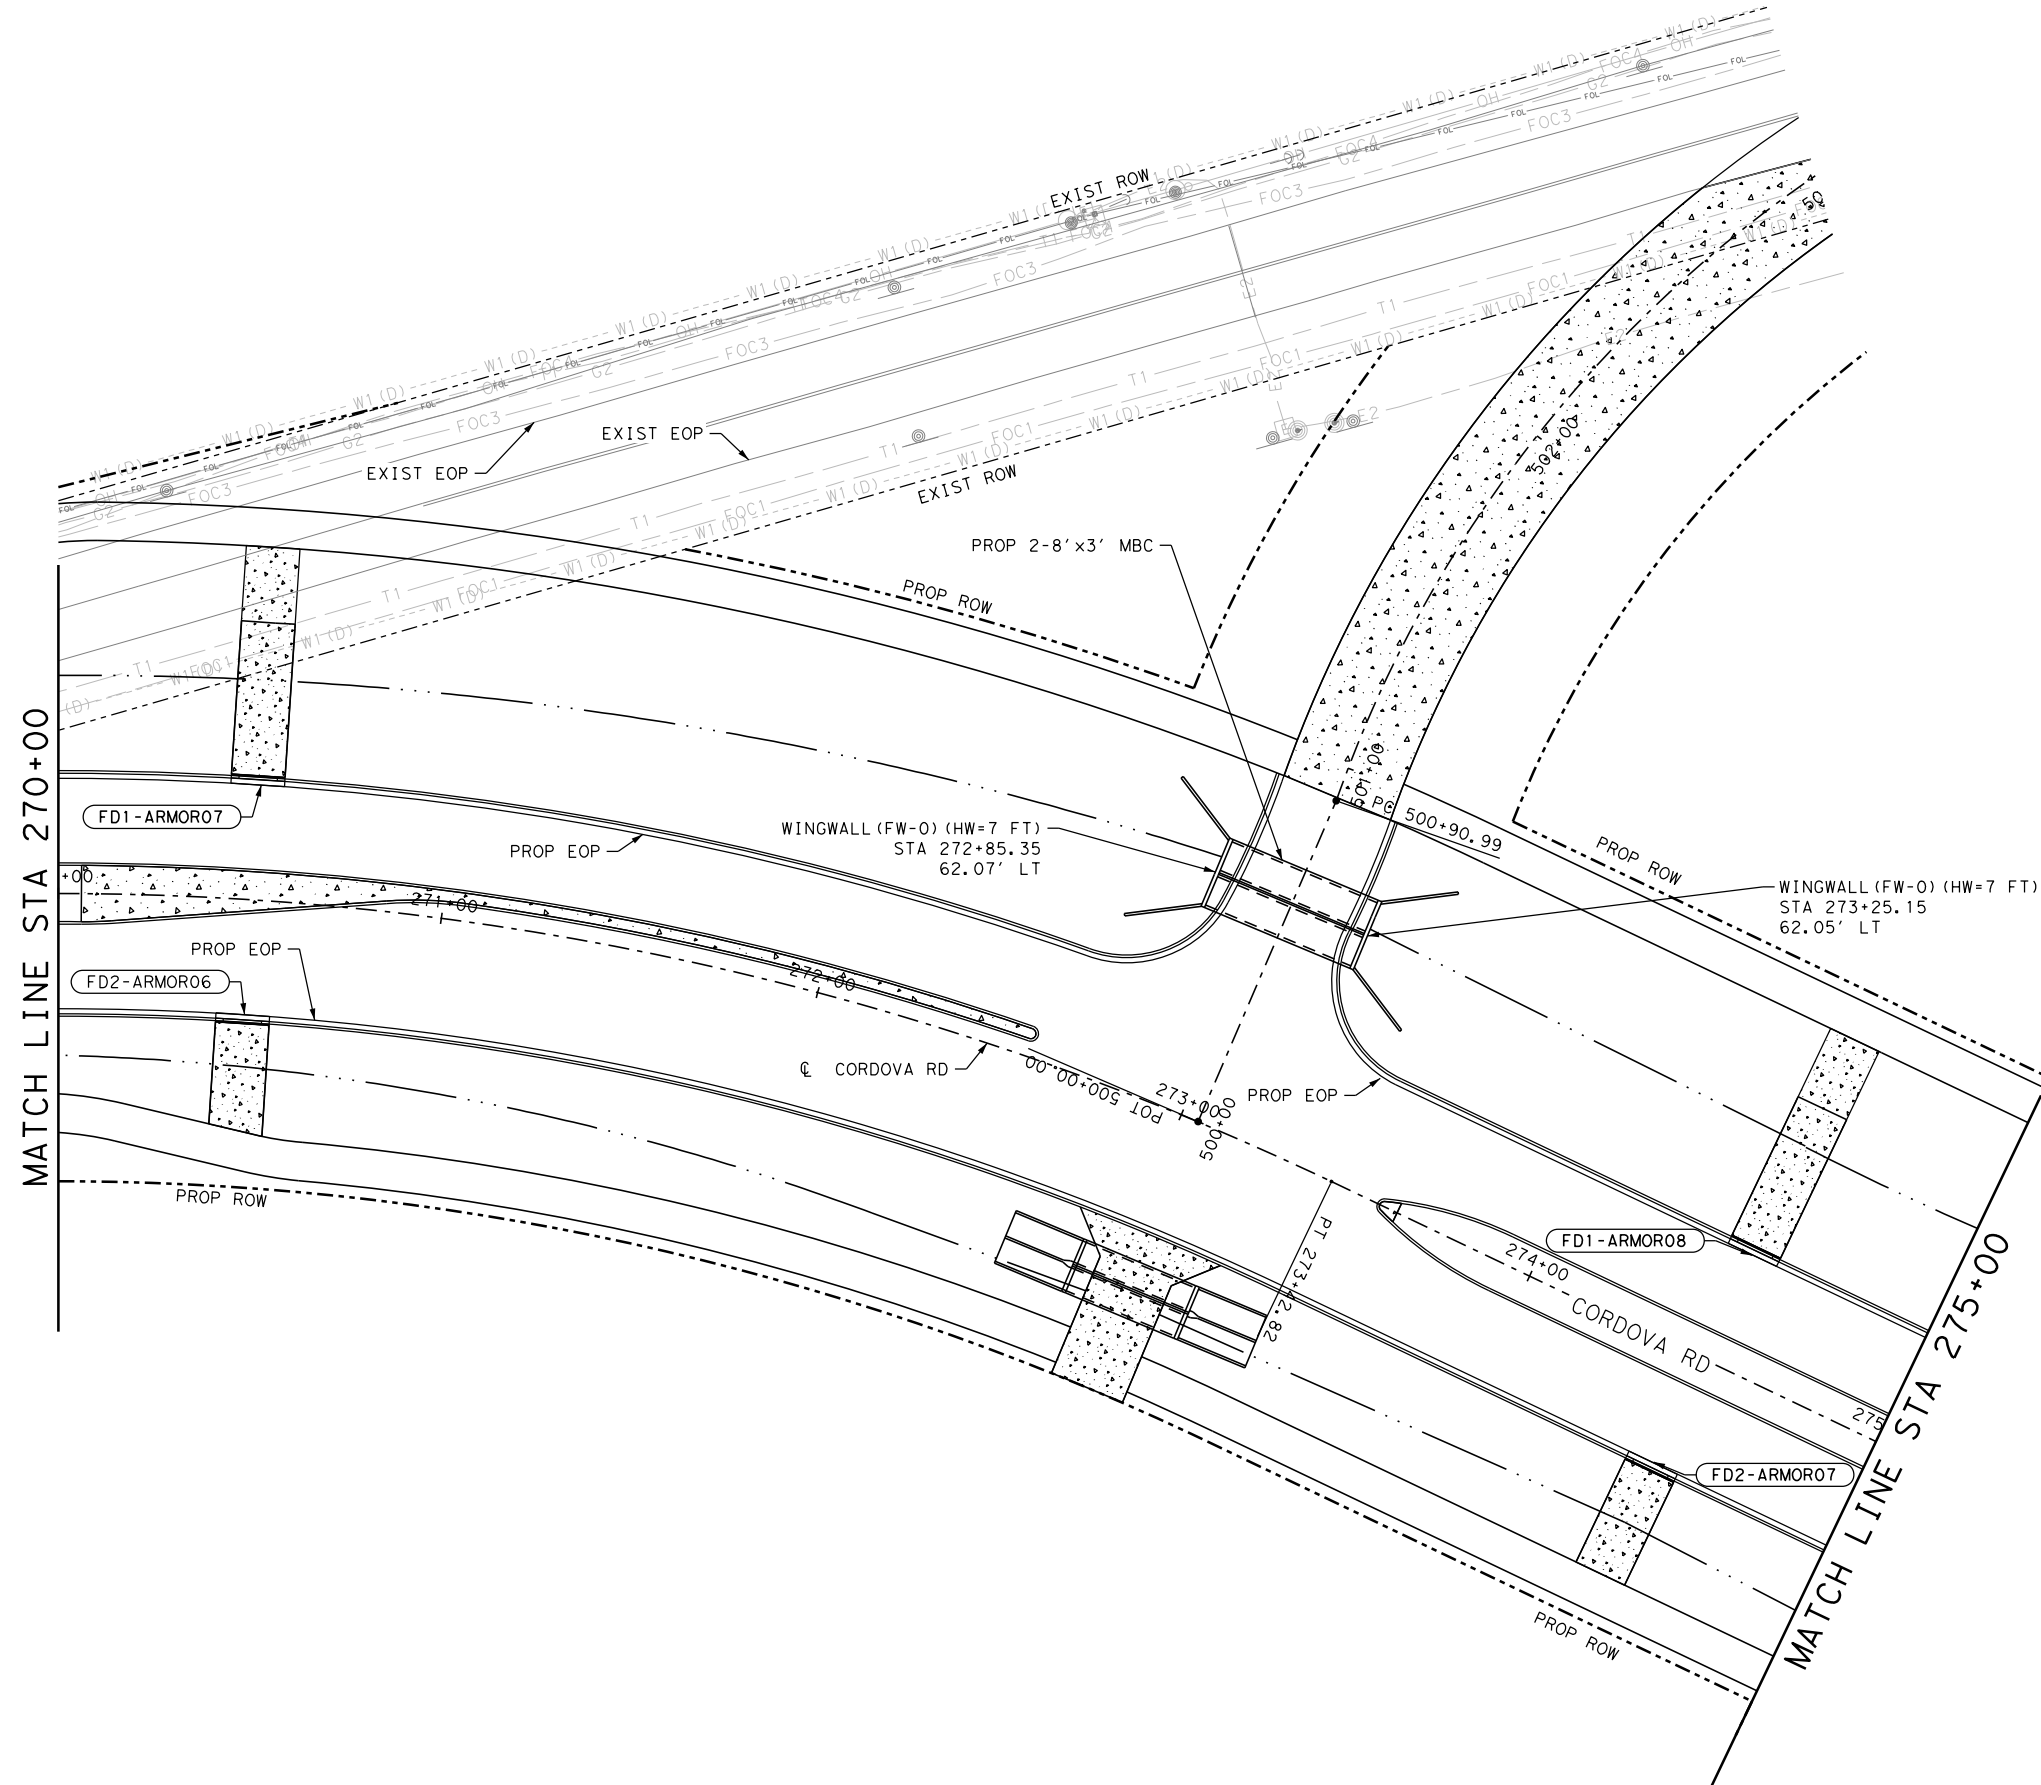 W1(D)
OH
FOC4
G2
FOL
FOC3
EXIST ROW
E2
T1
FOC1
EXIST EOP
EXIST EOP
EXIST ROW
PROP 2-8'x3' MBC
PROP ROW
502+00
501+00
PC 500+90.99
MATCH LINE STA 270+00
FD1-ARMOR07
PROP EOP
WINGWALL(FW-0)(HW=7 FT)
STA 272+85.35
62.07' LT
PROP ROW
WINGWALL(FW-0)(HW=7 FT)
STA 273+25.15
62.05' LT
+00
271+00
PROP EOP
FD2-ARMOR06
272+00
℄ CORDOVA RD
POT 500+00.00
273+00
500+00
PROP EOP
PROP ROW
PT 273+42.82
FD1-ARMOR08
274+00
CORDOVA RD
275
MATCH LINE STA 275+00
FD2-ARMOR07
PROP ROW